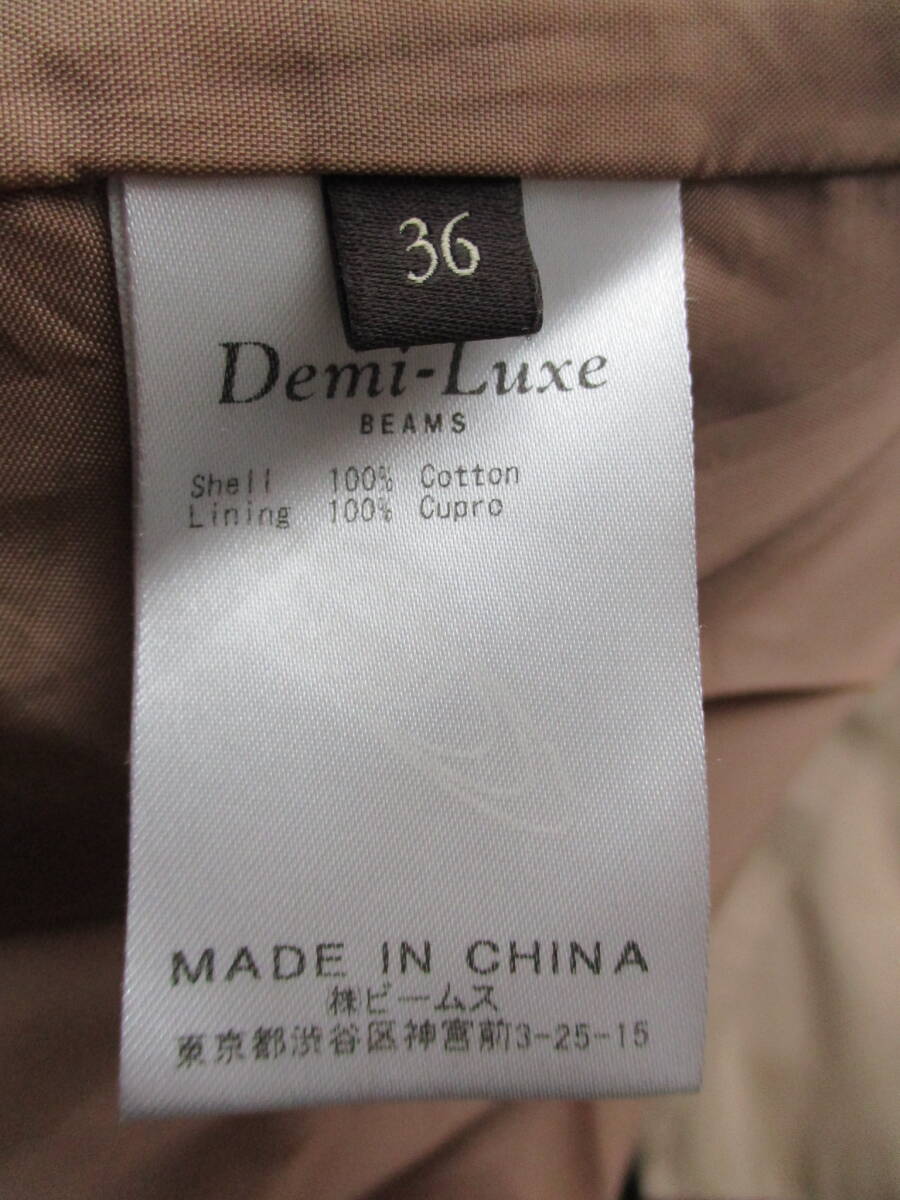 36
Demi-Luxe
BEAMS
Shell 100% Cotton
Lining 100% Cupro
MADE IN CHINA
㈱ビームス
東京都渋谷区神宮前3-25-15